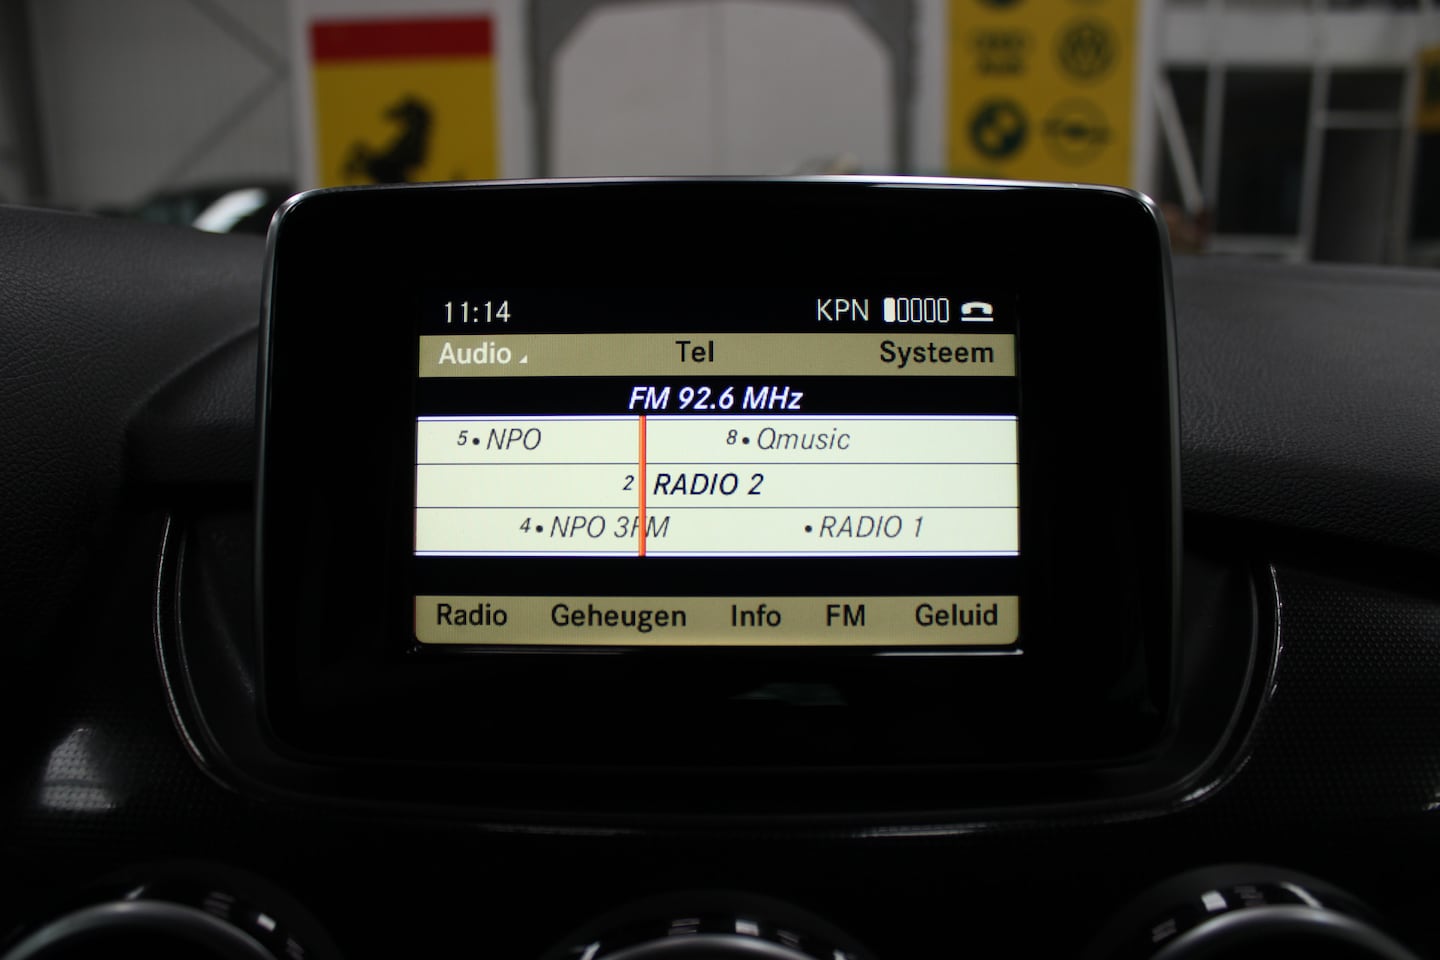 11:14 KPN
Audio Tel Systeem
FM 92.6 MHz
5 • NPO 8 • Qmusic
2 RADIO 2
4 • NPO 3FM • RADIO 1
Radio Geheugen Info FM Geluid